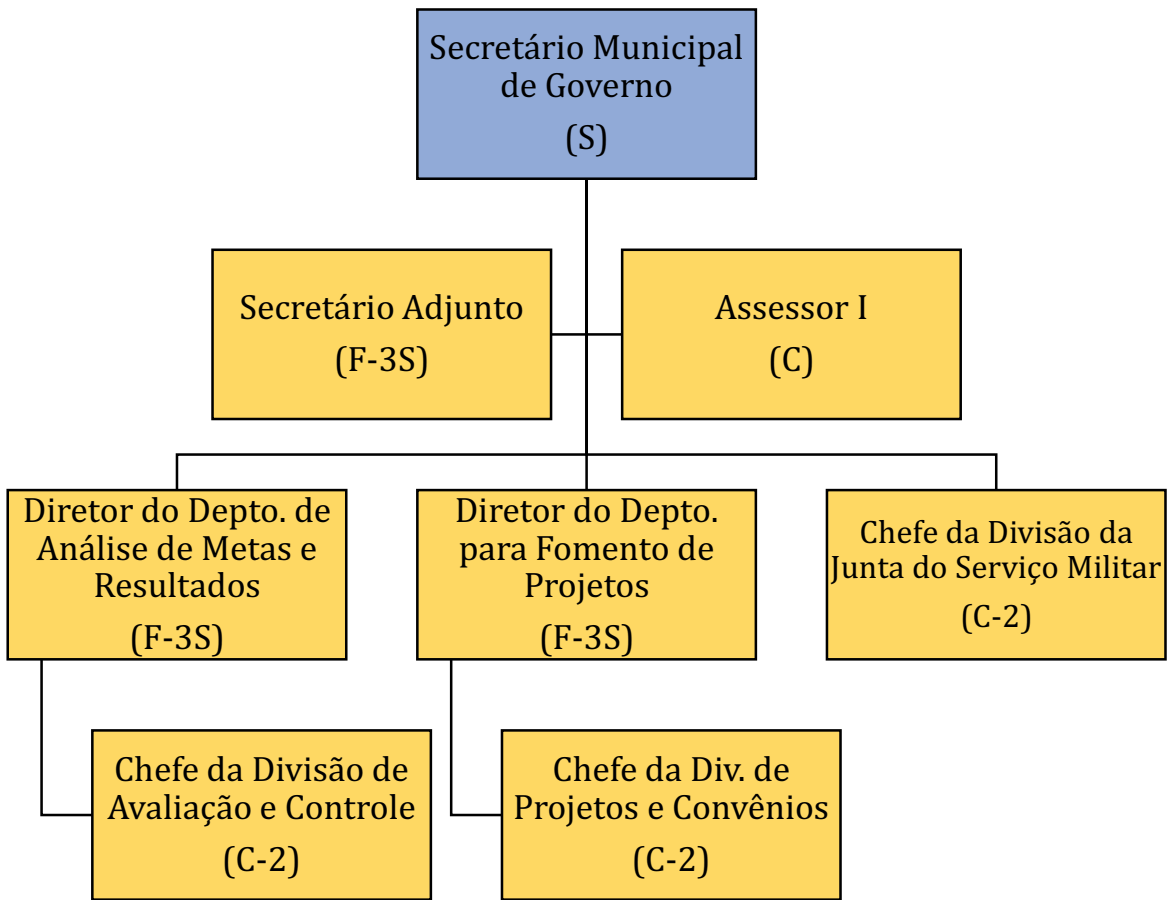 Secretário Municipal
de Governo
(S)
Secretário Adjunto
(F-3S)
Assessor I
(C)
Diretor do Depto. de
Análise de Metas e
Resultados
(F-3S)
Diretor do Depto.
para Fomento de
Projetos
(F-3S)
Chefe da Divisão da
Junta do Serviço Militar
(C-2)
Chefe da Divisão de
Avaliação e Controle
(C-2)
Chefe da Div. de
Projetos e Convênios
(C-2)